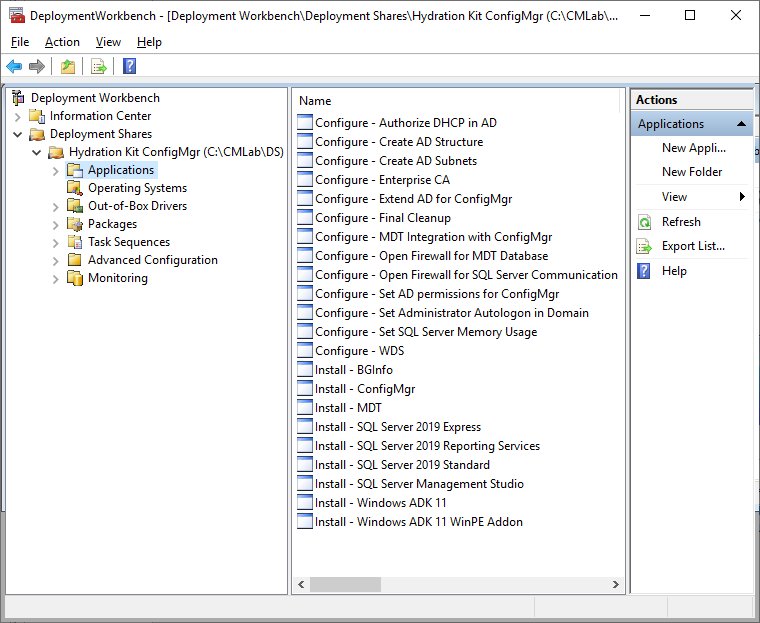 DeploymentWorkbench - [Deployment Workbench\Deployment Shares\Hydration Kit ConfigMgr (C:\CMLab\...
File Action View Help
Deployment Workbench
Information Center
Deployment Shares
Hydration Kit ConfigMgr (C:\CMLab\DS)
Applications
Operating Systems
Out-of-Box Drivers
Packages
Task Sequences
Advanced Configuration
Monitoring
Name
Configure - Authorize DHCP in AD
Configure - Create AD Structure
Configure - Create AD Subnets
Configure - Enterprise CA
Configure - Extend AD for ConfigMgr
Configure - Final Cleanup
Configure - MDT Integration with ConfigMgr
Configure - Open Firewall for MDT Database
Configure - Open Firewall for SQL Server Communication
Configure - Set AD permissions for ConfigMgr
Configure - Set Administrator Autologon in Domain
Configure - Set SQL Server Memory Usage
Configure - WDS
Install - BGInfo
Install - ConfigMgr
Install - MDT
Install - SQL Server 2019 Express
Install - SQL Server 2019 Reporting Services
Install - SQL Server 2019 Standard
Install - SQL Server Management Studio
Install - Windows ADK 11
Install - Windows ADK 11 WinPE Addon
Actions
Applications
New Appli...
New Folder
View
Refresh
Export List...
Help